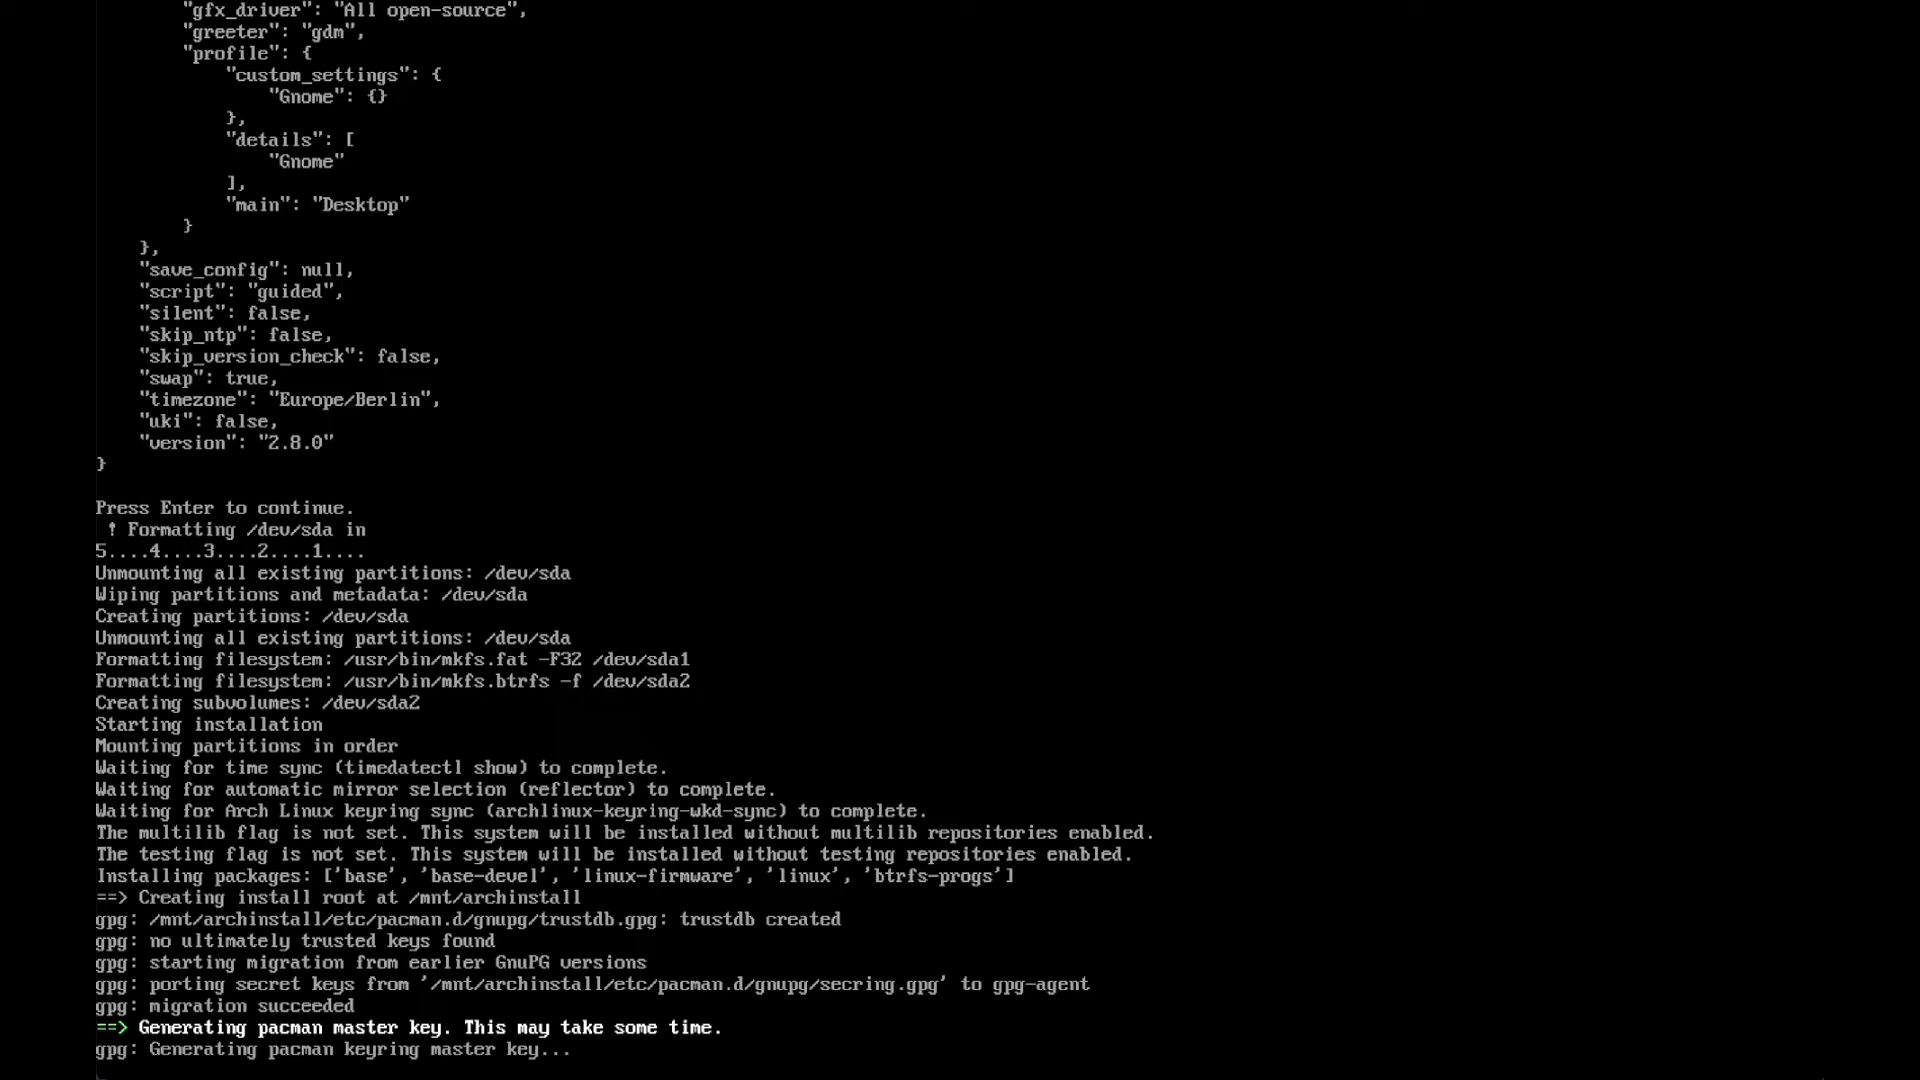 "gfx_driver": "All open-source",
"greeter": "gdm",
"profile": {
"custom_settings": {
"Gnome": {}
},
"details": [
"Gnome"
],
"main": "Desktop"
}
},
"save_config": null,
"script": "guided",
"silent": false,
"skip_ntp": false,
"skip_version_check": false,
"swap": true,
"timezone": "Europe/Berlin",
"uki": false,
"version": "2.8.0"
}
Press Enter to continue.
! Formatting /dev/sda in
5....4....3....2....1....
Unmounting all existing partitions: /dev/sda
Wiping partitions and metadata: /dev/sda
Creating partitions: /dev/sda
Unmounting all existing partitions: /dev/sda
Formatting filesystem: /usr/bin/mkfs.fat -F32 /dev/sda1
Formatting filesystem: /usr/bin/mkfs.btrfs -f /dev/sda2
Creating subvolumes: /dev/sda2
Starting installation
Mounting partitions in order
Waiting for time sync (timedatectl show) to complete.
Waiting for automatic mirror selection (reflector) to complete.
Waiting for Arch Linux keyring sync (archlinux-keyring-wkd-sync) to complete.
The multilib flag is not set. This system will be installed without multilib repositories enabled.
The testing flag is not set. This system will be installed without testing repositories enabled.
Installing packages: ['base', 'base-devel', 'linux-firmware', 'linux', 'btrfs-progs']
==> Creating install root at /mnt/archinstall
gpg: /mnt/archinstall/etc/pacman.d/gnupg/trustdb.gpg: trustdb created
gpg: no ultimately trusted keys found
gpg: starting migration from earlier GnuPG versions
gpg: porting secret keys from '/mnt/archinstall/etc/pacman.d/gnupg/secring.gpg' to gpg-agent
gpg: migration succeeded
==> Generating pacman master key. This may take some time.
gpg: Generating pacman keyring master key...